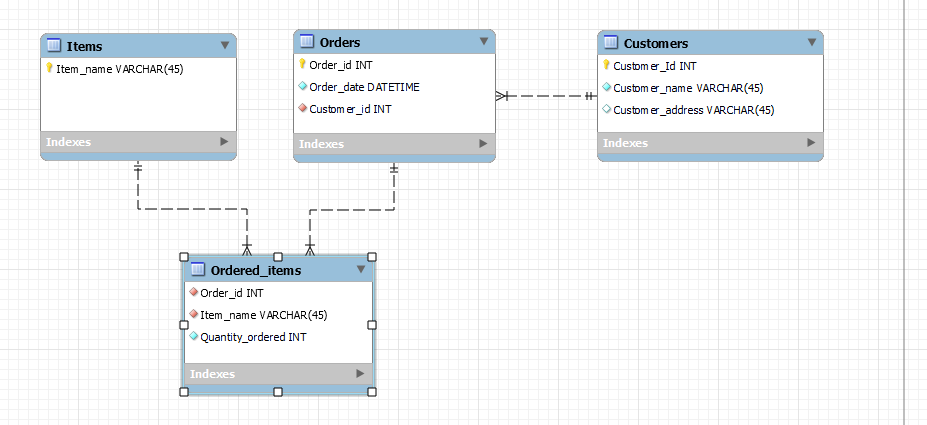 Items
Item_name VARCHAR(45)
Indexes
Orders
Order_id INT
Order_date DATETIME
Customer_id INT
Indexes
Customers
Customer_Id INT
Customer_name VARCHAR(45)
Customer_address VARCHAR(45)
Indexes
Ordered_items
Order_id INT
Item_name VARCHAR(45)
Quantity_ordered INT
Indexes